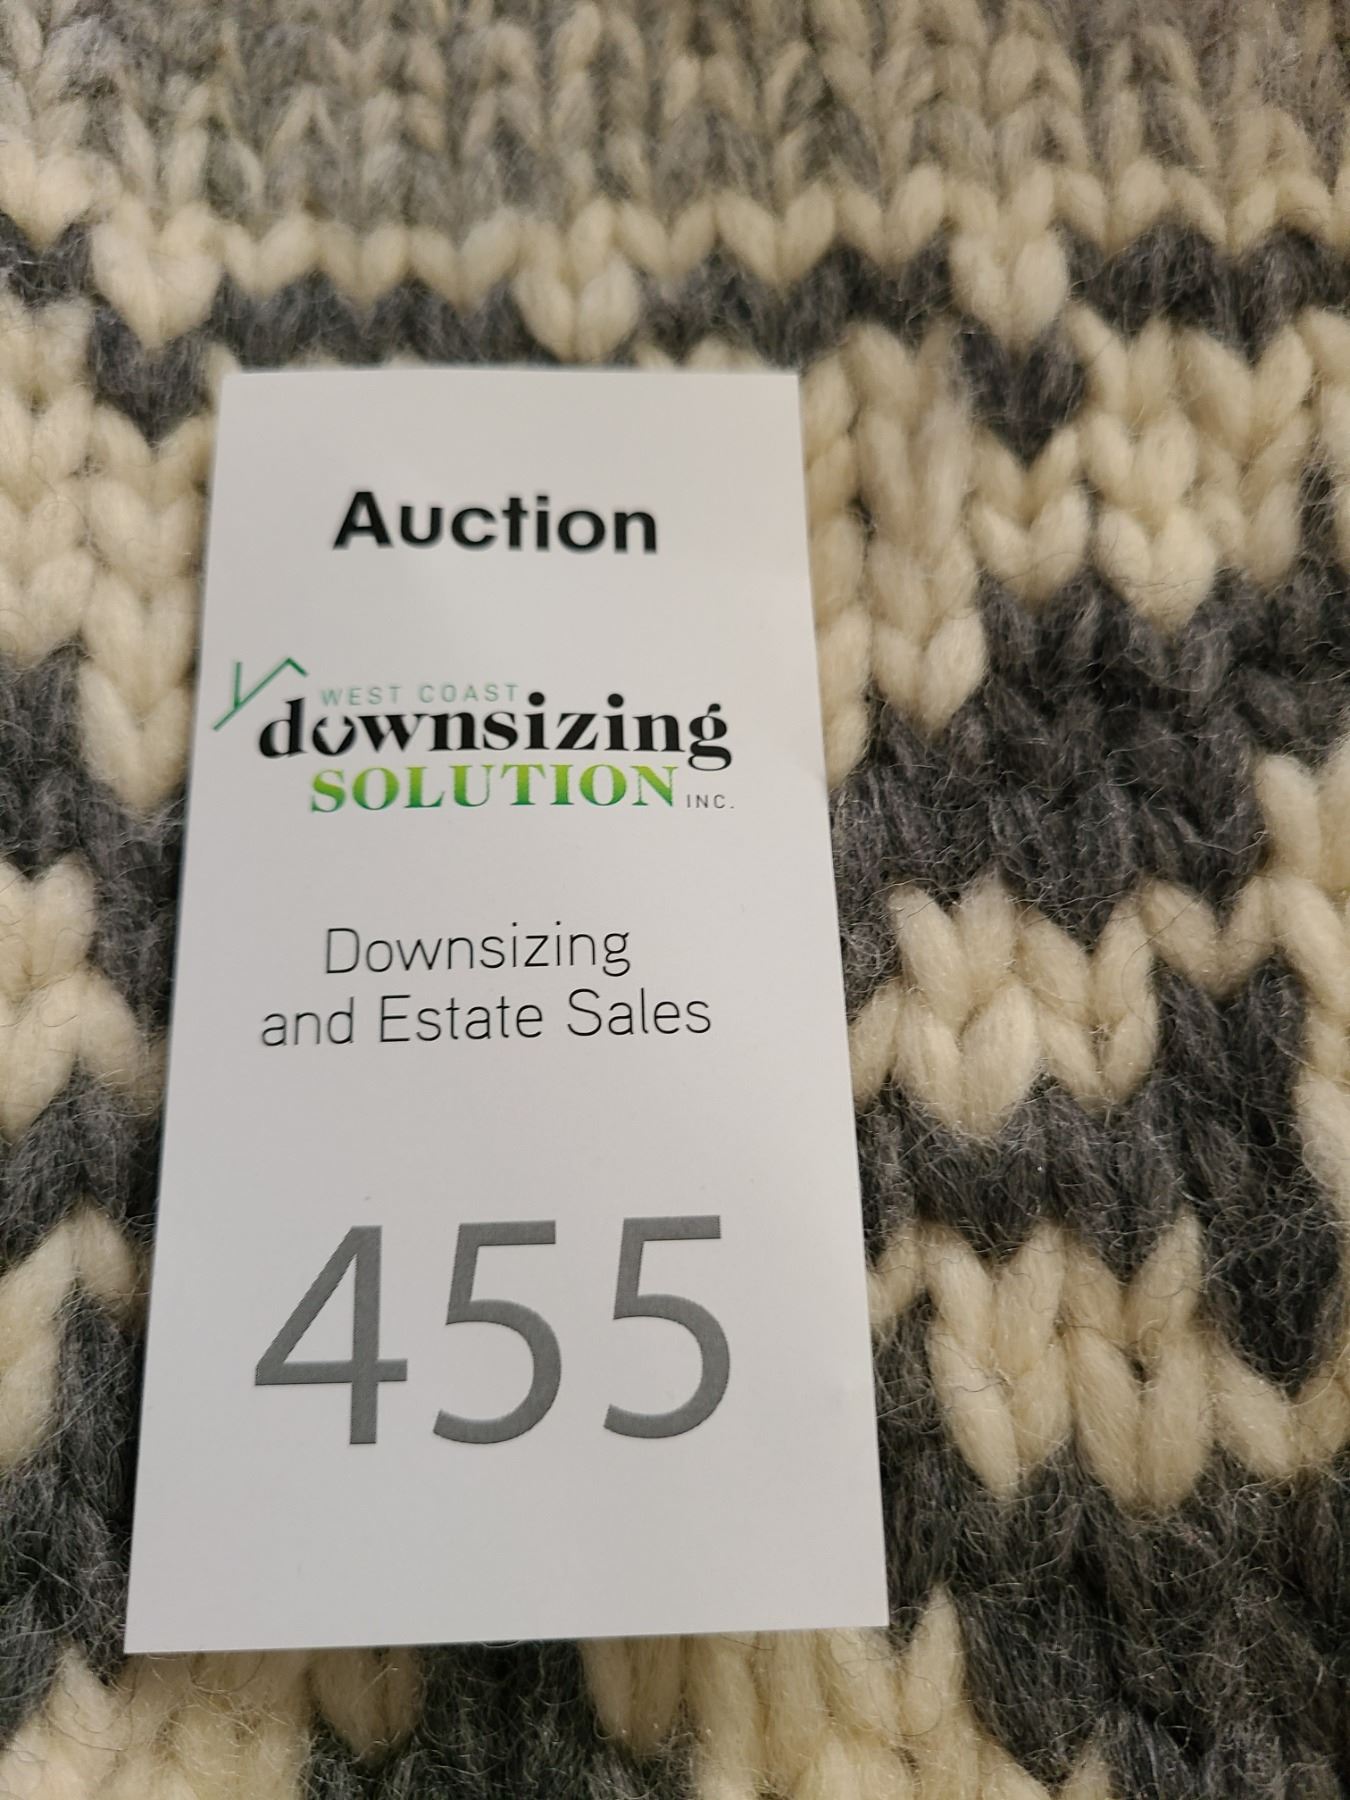 Auction
WEST COAST
downsizing
SOLUTION INC.
Downsizing
and Estate Sales
455